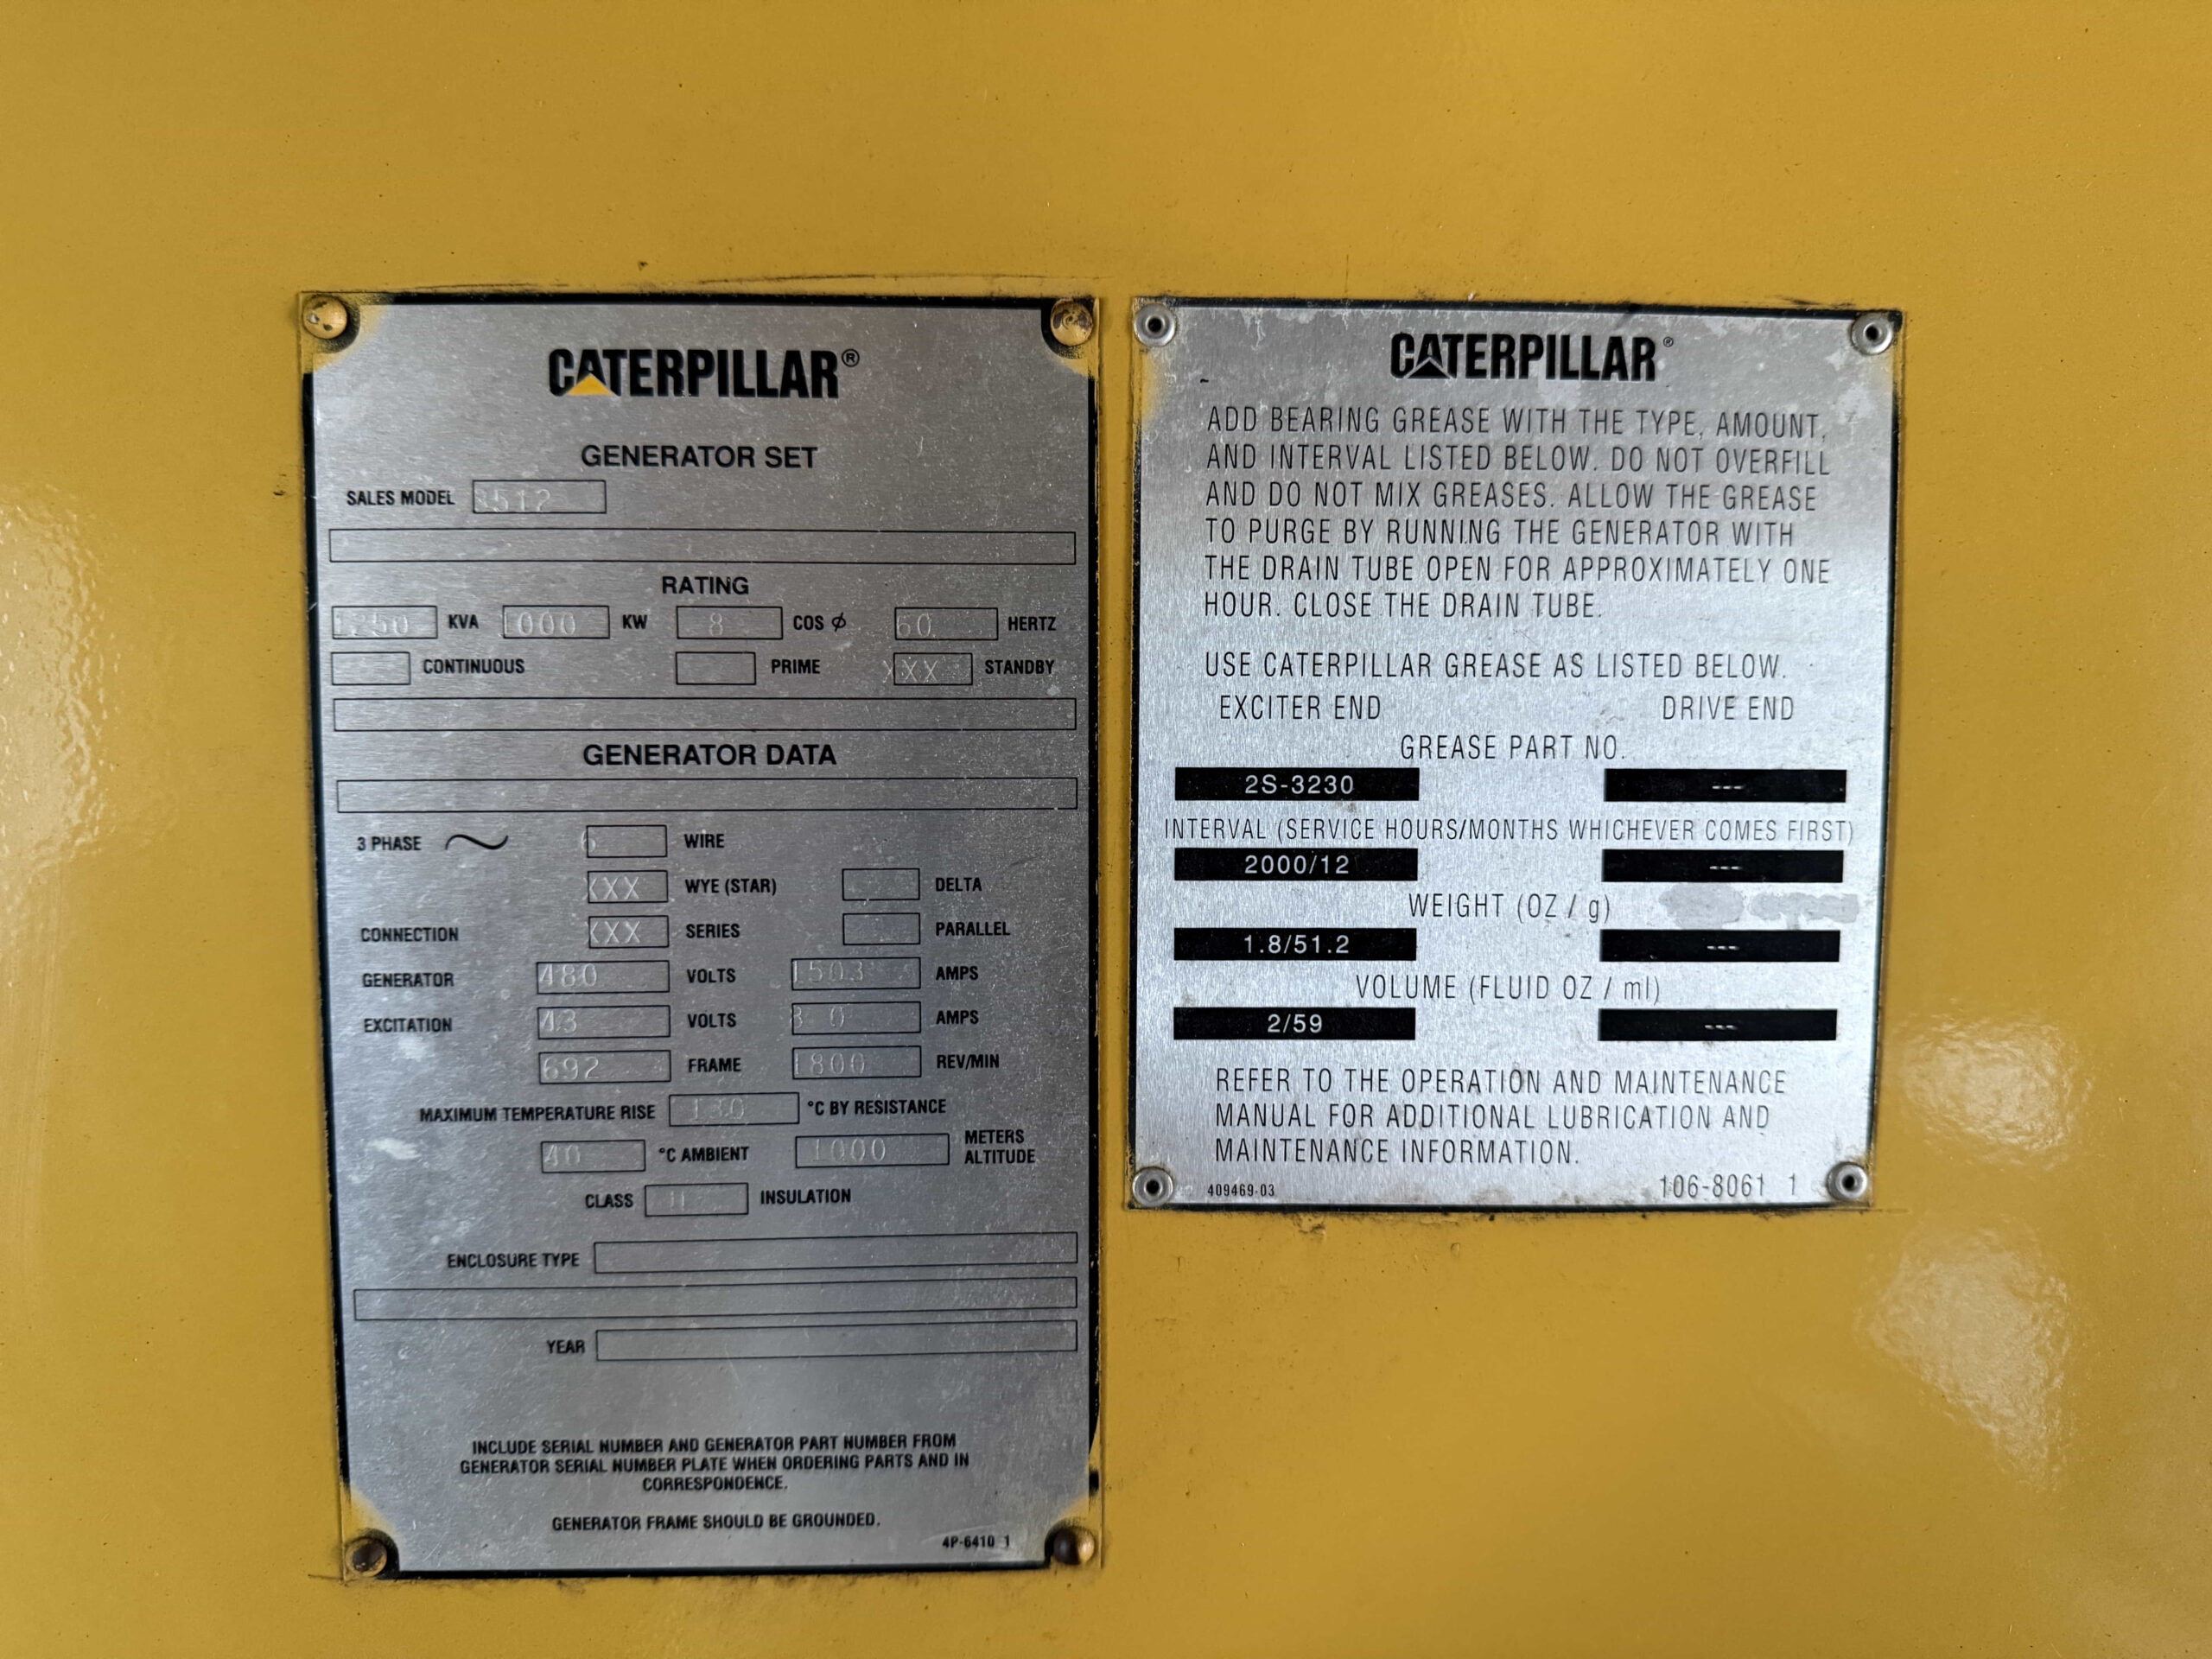 CATERPILLAR®
GENERATOR SET
SALES MODEL 3512
RATING
1250 KVA 1000 KW 8 COS ϕ 60 HERTZ
CONTINUOUS PRIME XXX STANDBY
GENERATOR DATA
3 PHASE 6 WIRE
XXX WYE (STAR) DELTA
CONNECTION XXX SERIES PARALLEL
GENERATOR 480 VOLTS 1503 AMPS
EXCITATION 43 VOLTS AMPS
692 FRAME 1800 REV/MIN
MAXIMUM TEMPERATURE RISE 130 °C BY RESISTANCE
40 °C AMBIENT 1000 METERS ALTITUDE
CLASS H INSULATION
ENCLOSURE TYPE
YEAR
INCLUDE SERIAL NUMBER AND GENERATOR PART NUMBER FROM
GENERATOR SERIAL NUMBER PLATE WHEN ORDERING PARTS AND IN
CORRESPONDENCE.
GENERATOR FRAME SHOULD BE GROUNDED.
4P-6410 1
CATERPILLAR®
ADD BEARING GREASE WITH THE TYPE, AMOUNT,
AND INTERVAL LISTED BELOW. DO NOT OVERFILL
AND DO NOT MIX GREASES. ALLOW THE GREASE
TO PURGE BY RUNNING THE GENERATOR WITH
THE DRAIN TUBE OPEN FOR APPROXIMATELY ONE
HOUR. CLOSE THE DRAIN TUBE.
USE CATERPILLAR GREASE AS LISTED BELOW.
EXCITER END DRIVE END
GREASE PART NO.
2S-3230 ---
INTERVAL (SERVICE HOURS/MONTHS WHICHEVER COMES FIRST)
2000/12 ---
WEIGHT (OZ / g)
1.8/51.2 ---
VOLUME (FLUID OZ / ml)
2/59 ---
REFER TO THE OPERATION AND MAINTENANCE
MANUAL FOR ADDITIONAL LUBRICATION AND
MAINTENANCE INFORMATION.
409469-03 106-8061 1